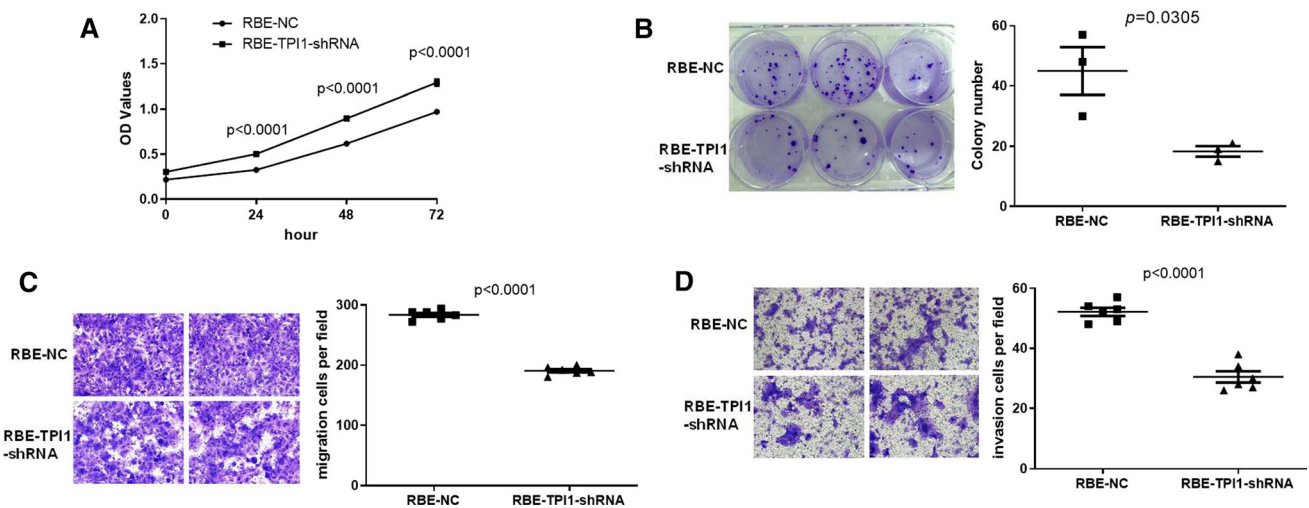 A
2.0
1.5
1.0
0.5
0.0
OD Values
RBE-NC
RBE-TPI1-shRNA
p<0.0001
p<0.0001
p<0.0001
0
24
48
72
hour
B
RBE-NC
RBE-TPI1
-shRNA
p=0.0305
60
40
20
0
Colony number
RBE-NC
RBE-TPI1-shRNA
C
RBE-NC
RBE-TPI1
-shRNA
p<0.0001
300
200
100
0
migration cells per field
RBE-NC
RBE-TPI1-shRNA
D
RBE-NC
RBE-TPI1
-shRNA
p<0.0001
60
40
20
0
invasion cells per field
RBE-NC
RBE-TPI1-shRNA